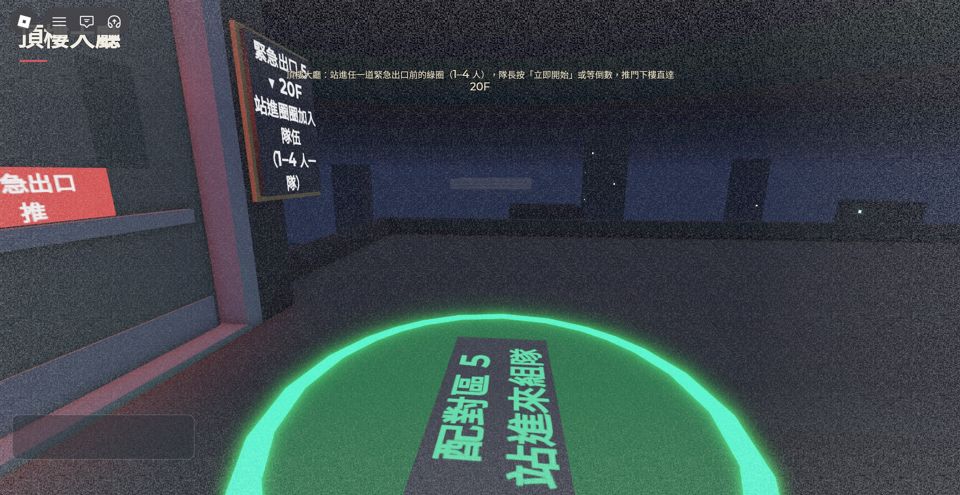 頂樓大廳
頂樓大廳：站進任一道緊急出口前的綠圈（1–4 人），隊長按「立即開始」或等倒數，推門下樓直達
20F
緊急出口 5
▼ 20F
站進圈圈加入
隊伍
（1–4 人一
隊）
急出口
推
配對區 5
站進來組隊